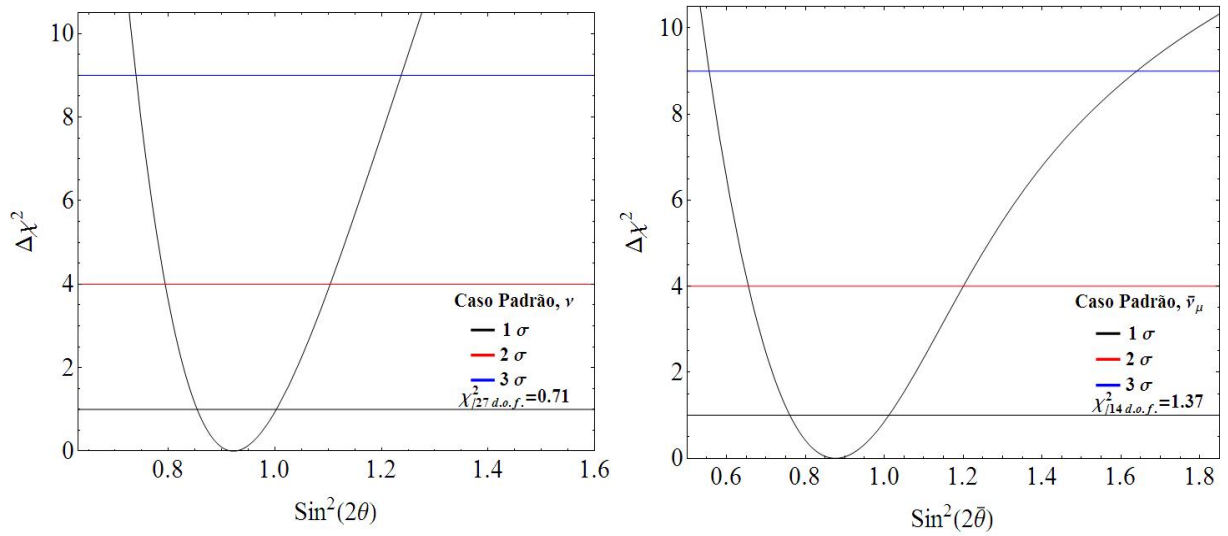 10
8
6
4
2
0
Δχ²
Caso Padrão, ν
1 σ
2 σ
3 σ
χ²/27 d.o.f.=0.71
0.8 1.0 1.2 1.4 1.6
Sin²(2θ)
10
8
6
4
2
0
Δχ²
Caso Padrão, ν̄μ
1 σ
2 σ
3 σ
χ²/14 d.o.f.=1.37
0.6 0.8 1.0 1.2 1.4 1.6 1.8
Sin²(2θ̄)